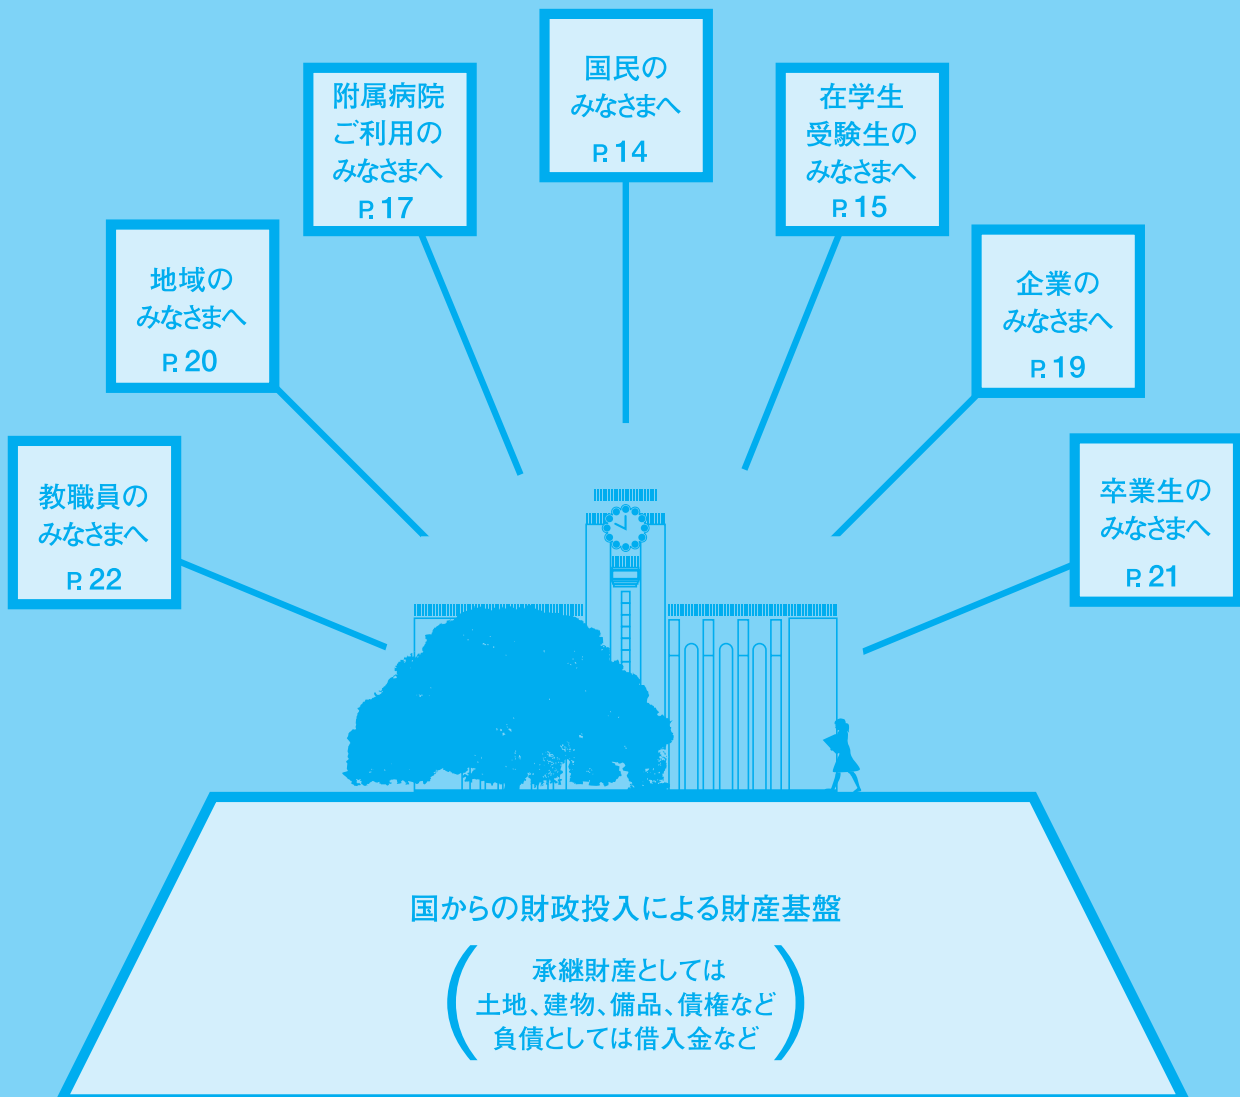 国民の
みなさまへ
P. 14
附属病院
ご利用の
みなさまへ
P. 17
在学生
受験生の
みなさまへ
P. 15
地域の
みなさまへ
P. 20
企業の
みなさまへ
P. 19
教職員の
みなさまへ
P. 22
卒業生の
みなさまへ
P. 21
国からの財政投入による財産基盤
承継財産としては
土地、建物、備品、債権など
負債としては借入金など